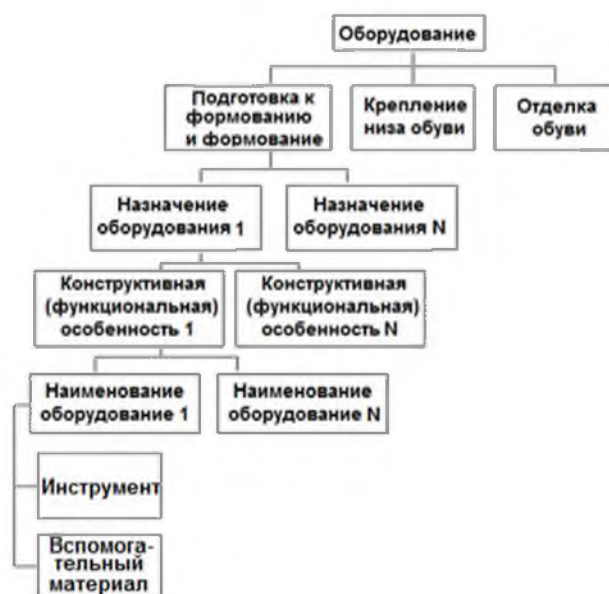 Оборудование
Подготовка к
формованию
и формование
Крепление
низа обуви
Отделка
обуви
Назначение
оборудования 1
Назначение
оборудования N
Конструктивная
(функциональная)
особенность 1
Конструктивная
(функциональная)
особенность N
Наименование
оборудование 1
Наименование
оборудование N
Инструмент
Вспомога-
тельный
материал